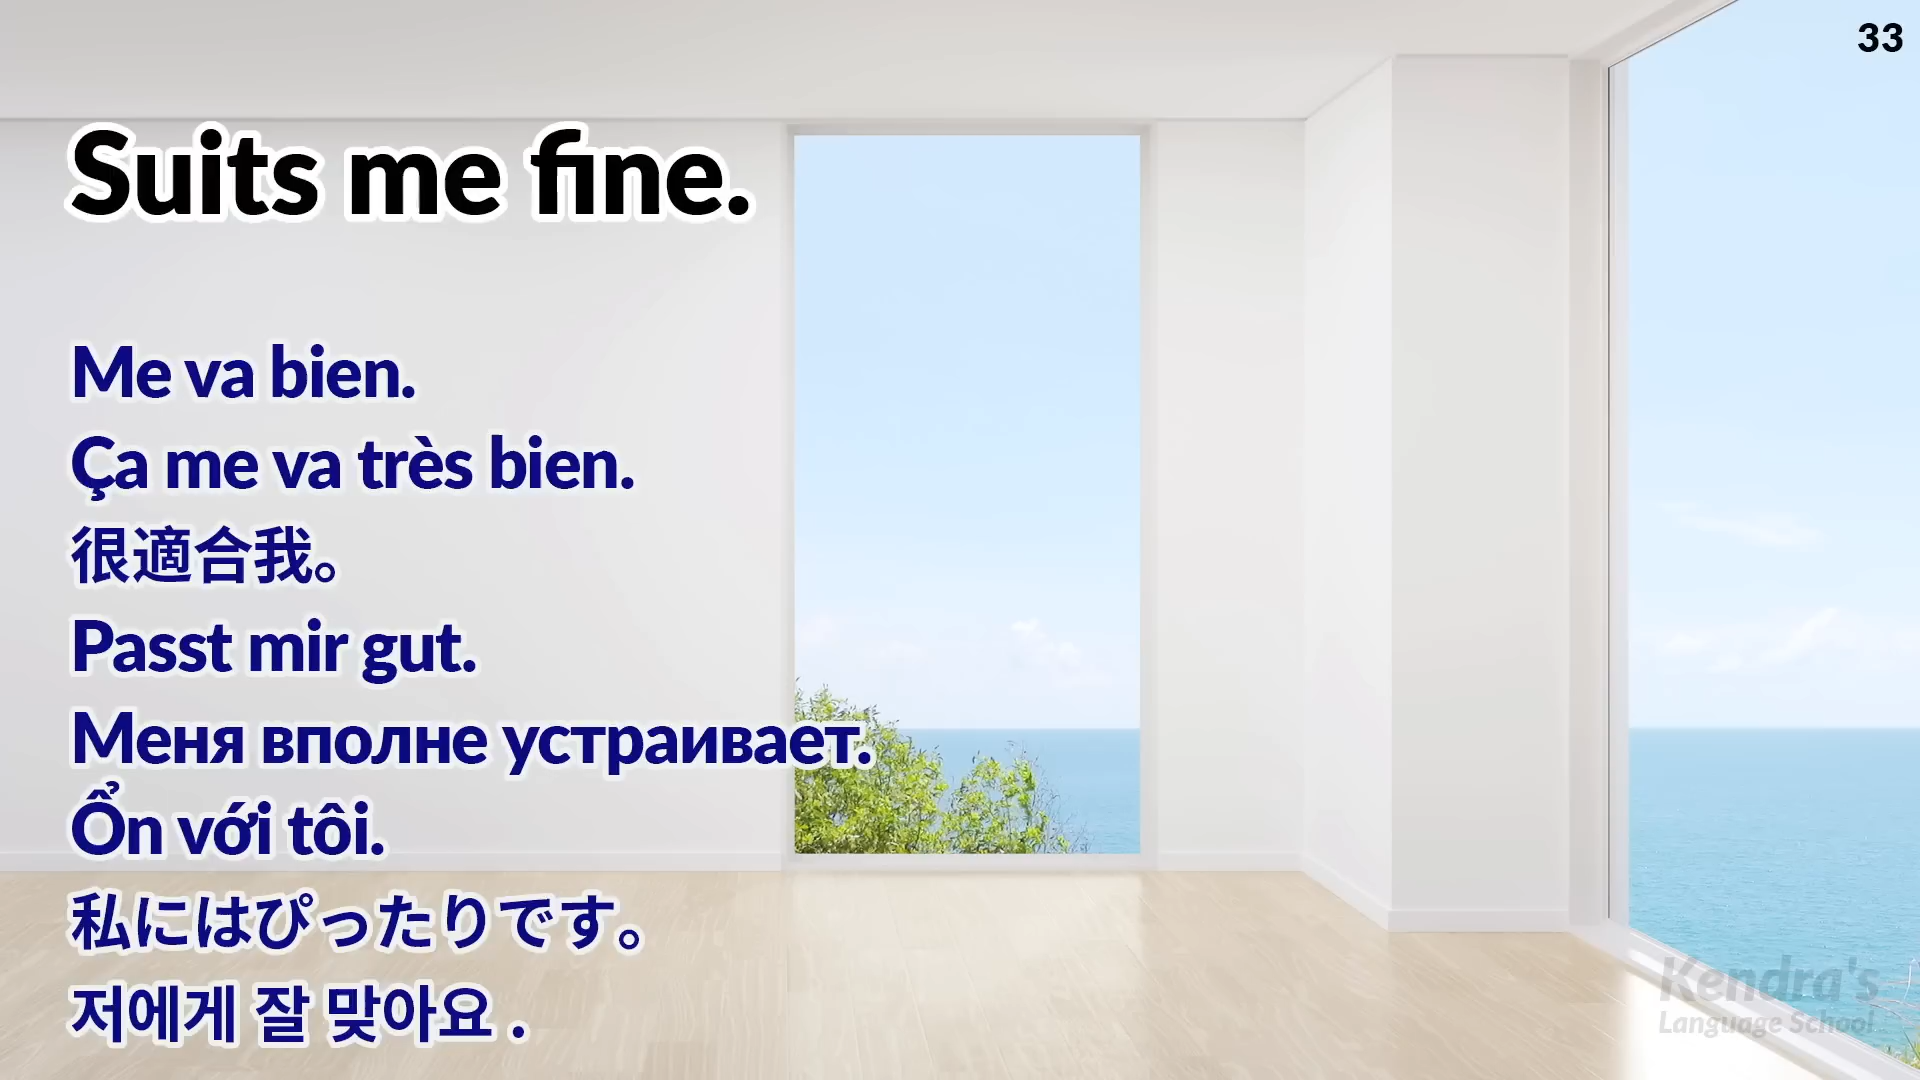 33
Suits me fine.
Me va bien.
Ça me va très bien.
很適合我。
Passt mir gut.
Меня вполне устраивает.
Ổn với tôi.
私にはぴったりです。
저에게 잘 맞아요 .
Kendra's
Language School